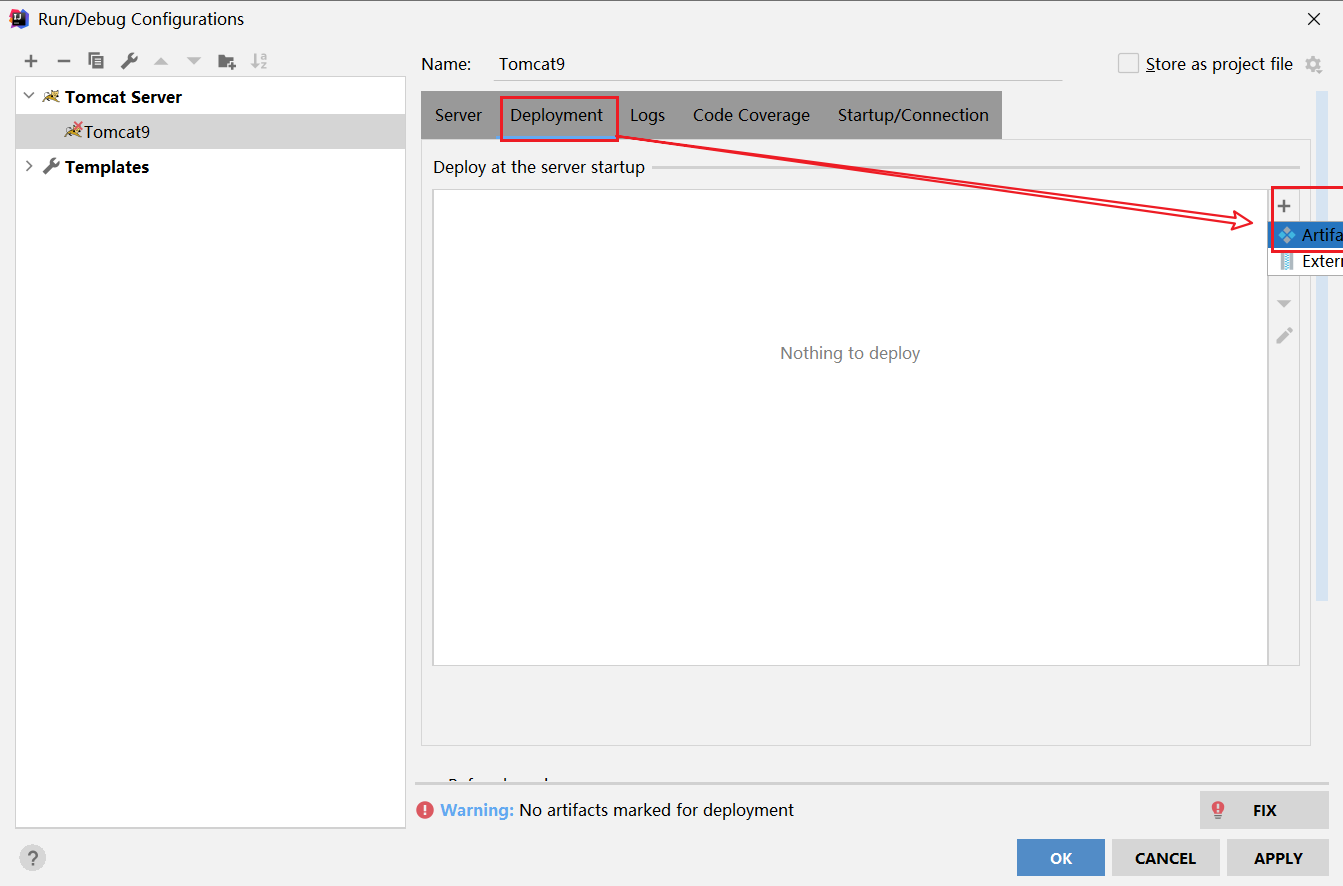 Run/Debug Configurations
Name: Tomcat9
Store as project file
Tomcat Server
Tomcat9
Templates
Server Deployment Logs Code Coverage Startup/Connection
Deploy at the server startup
Artifa
Extern
Nothing to deploy
Warning: No artifacts marked for deployment
FIX
?
OK CANCEL APPLY